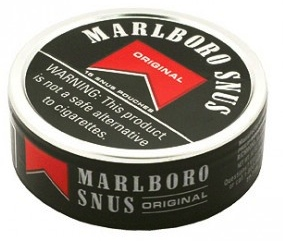 MARLBORO SNUS
ORIGINAL
15 SNUS POUCHES
WARNING: This product
is not a safe alternative
to cigarettes.
MARLBORO
SNUS ORIGINAL